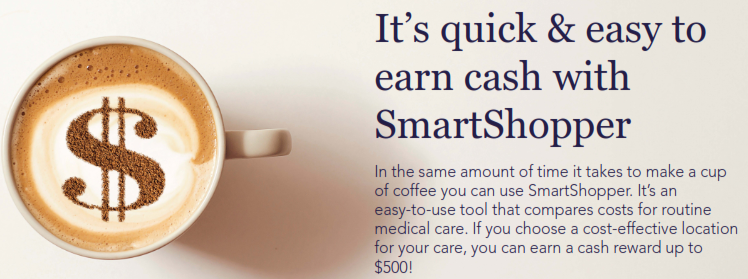 It's quick & easy to
earn cash with
SmartShopper
In the same amount of time it takes to make a cup
of coffee you can use SmartShopper. It's an
easy-to-use tool that compares costs for routine
medical care. If you choose a cost-effective location
for your care, you can earn a cash reward up to
$500!